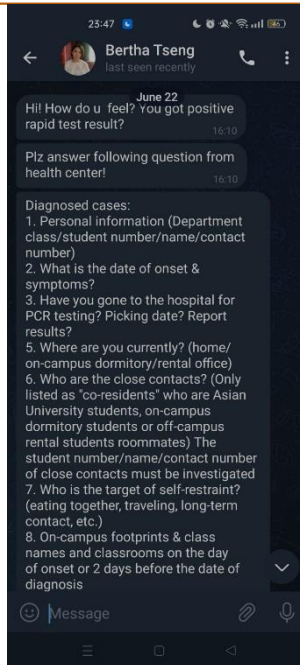 23:47
Bertha Tseng
last seen recently
June 22
Hi! How do u feel? You got positive
rapid test result?
16:10
Plz answer following question from
health center!
16:10
Diagnosed cases:
1. Personal information (Department
class/student number/name/contact
number)
2. What is the date of onset &
symptoms?
3. Have you gone to the hospital for
PCR testing? Picking date? Report
results?
5. Where are you currently? (home/
on-campus dormitory/rental office)
6. Who are the close contacts? (Only
listed as "co-residents" who are Asian
University students, on-campus
dormitory students or off-campus
rental students roommates) The
student number/name/contact number
of close contacts must be investigated
7. Who is the target of self-restraint?
(eating together, traveling, long-term
contact, etc.)
8. On-campus footprints & class
names and classrooms on the day
of onset or 2 days before the date of
diagnosis
Message